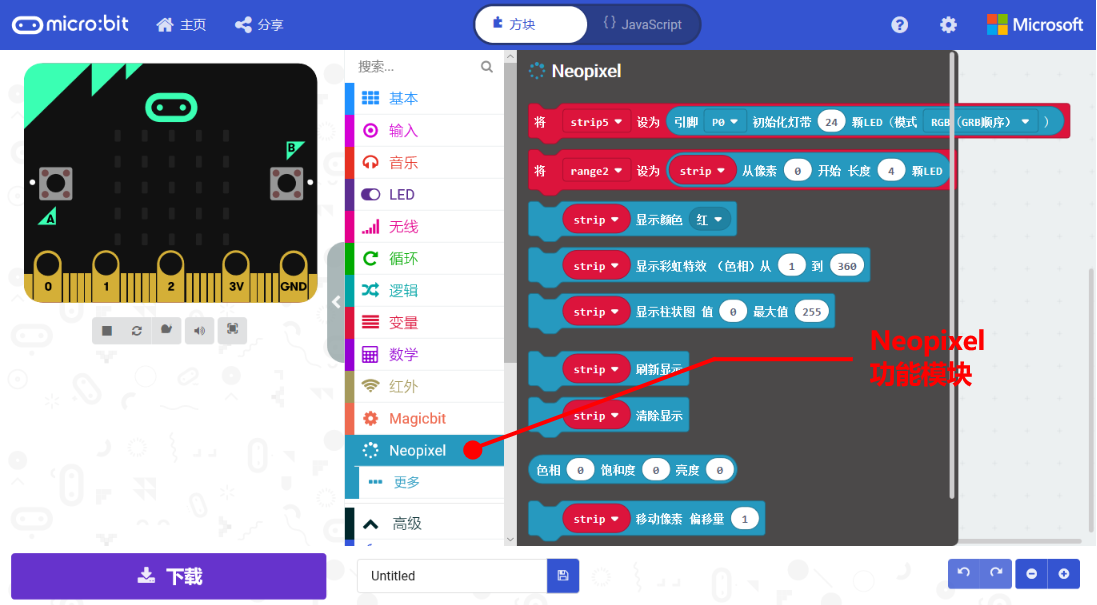 micro:bit
主页
分享
方块
{} JavaScript
?
Microsoft
B
A
0
1
2
3V
GND
下载
搜索...
基本
输入
音乐
LED
无线
循环
逻辑
变量
数学
红外
Magicbit
Neopixel
更多
高级
Neopixel
将 strip5 设为 引脚 P0 初始化灯带 24 颗LED（模式 RGB（GRB顺序） ）
将 range2 设为 strip 从像素 0 开始 长度 4 颗LED
strip 显示颜色 红
strip 显示彩虹特效 （色相）从 1 到 360
strip 显示柱状图 值 0 最大值 255
strip 刷新显示
strip 清除显示
色相 0 饱和度 0 亮度 0
strip 移动像素 偏移量 1
Neopixel
功能模块
Untitled